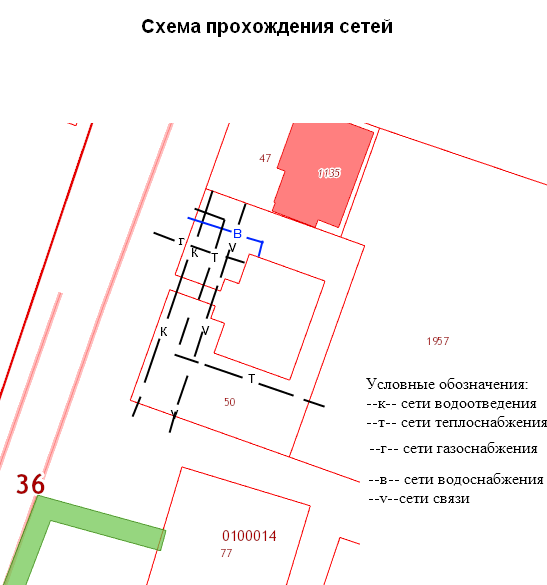 Схема прохождения сетей
47
1135
В
г
v
К
Т
1957
К
v
Т
50
v
Условные обозначения:
--к-- сети водоотведения
--т-- сети теплоснабжения
--г-- сети газоснабжения
--в-- сети водоснабжения
--v--сети связи
36
0100014
77